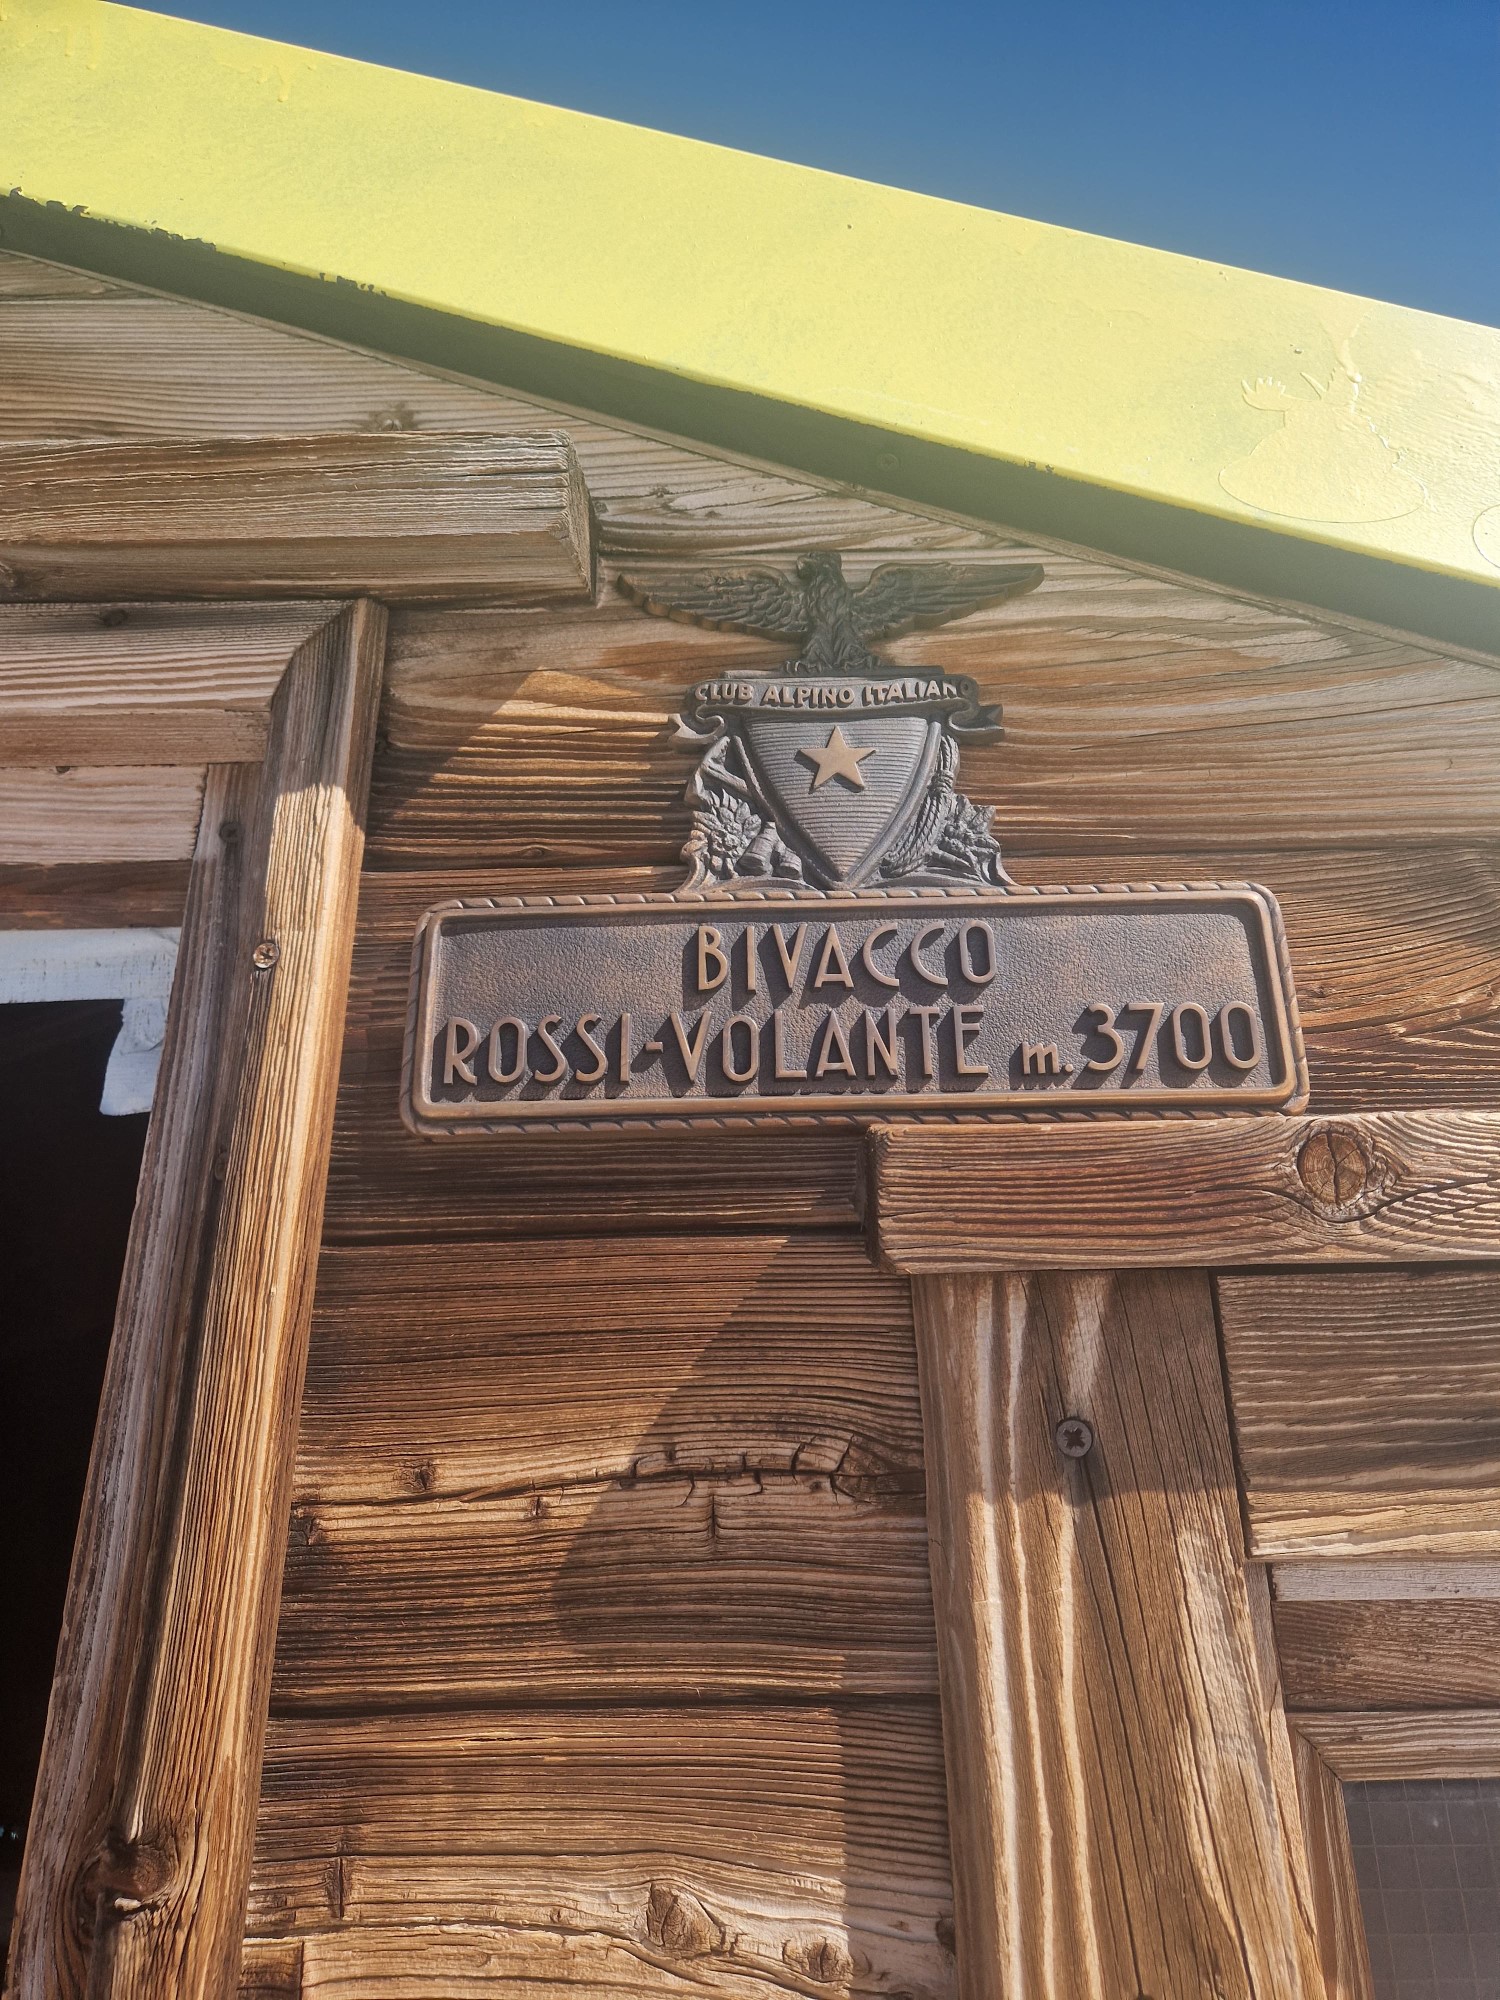 CLUB ALPINO ITALIANO
BIVACCO
ROSSI-VOLANTE m. 3700